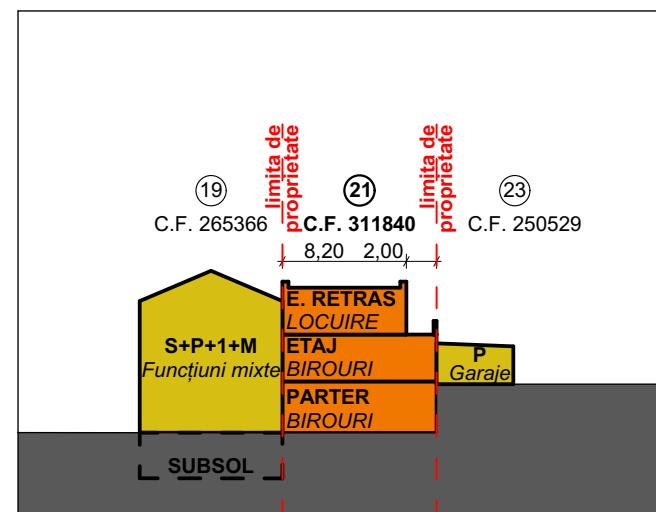 limita de
proprietate
limita de
proprietate
19
21
23
C.F. 265366
C.F. 311840
C.F. 250529
8,20
2,00
E. RETRAS
LOCUIRE
S+P+1+M
Funcțiuni mixte
ETAJ
BIROURI
P
Garaje
PARTER
BIROURI
SUBSOL